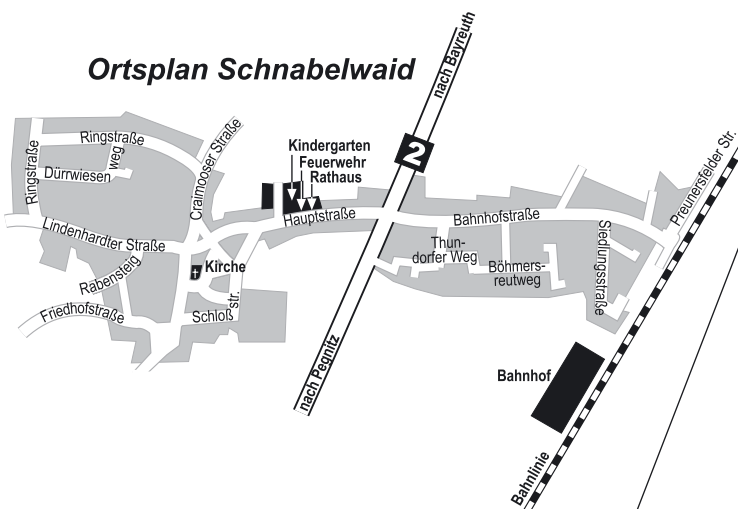 Ortsplan Schnabelwaid
nach Bayreuth
2
Kindergarten
Feuerwehr
Rathaus
Ringstraße
Ringstraße
Dürrwiesen
weg
Craimooser Straße
Hauptstraße
Bahnhofstraße
Preunersfelder Str.
Lindenhardter Straße
Thun-
dorfer Weg
Böhmers-
reutweg
Siedlungsstraße
Kirche
Rabensteig
Friedhofstraße
Schloß
str.
nach Pegnitz
Bahnhof
Bahnlinie